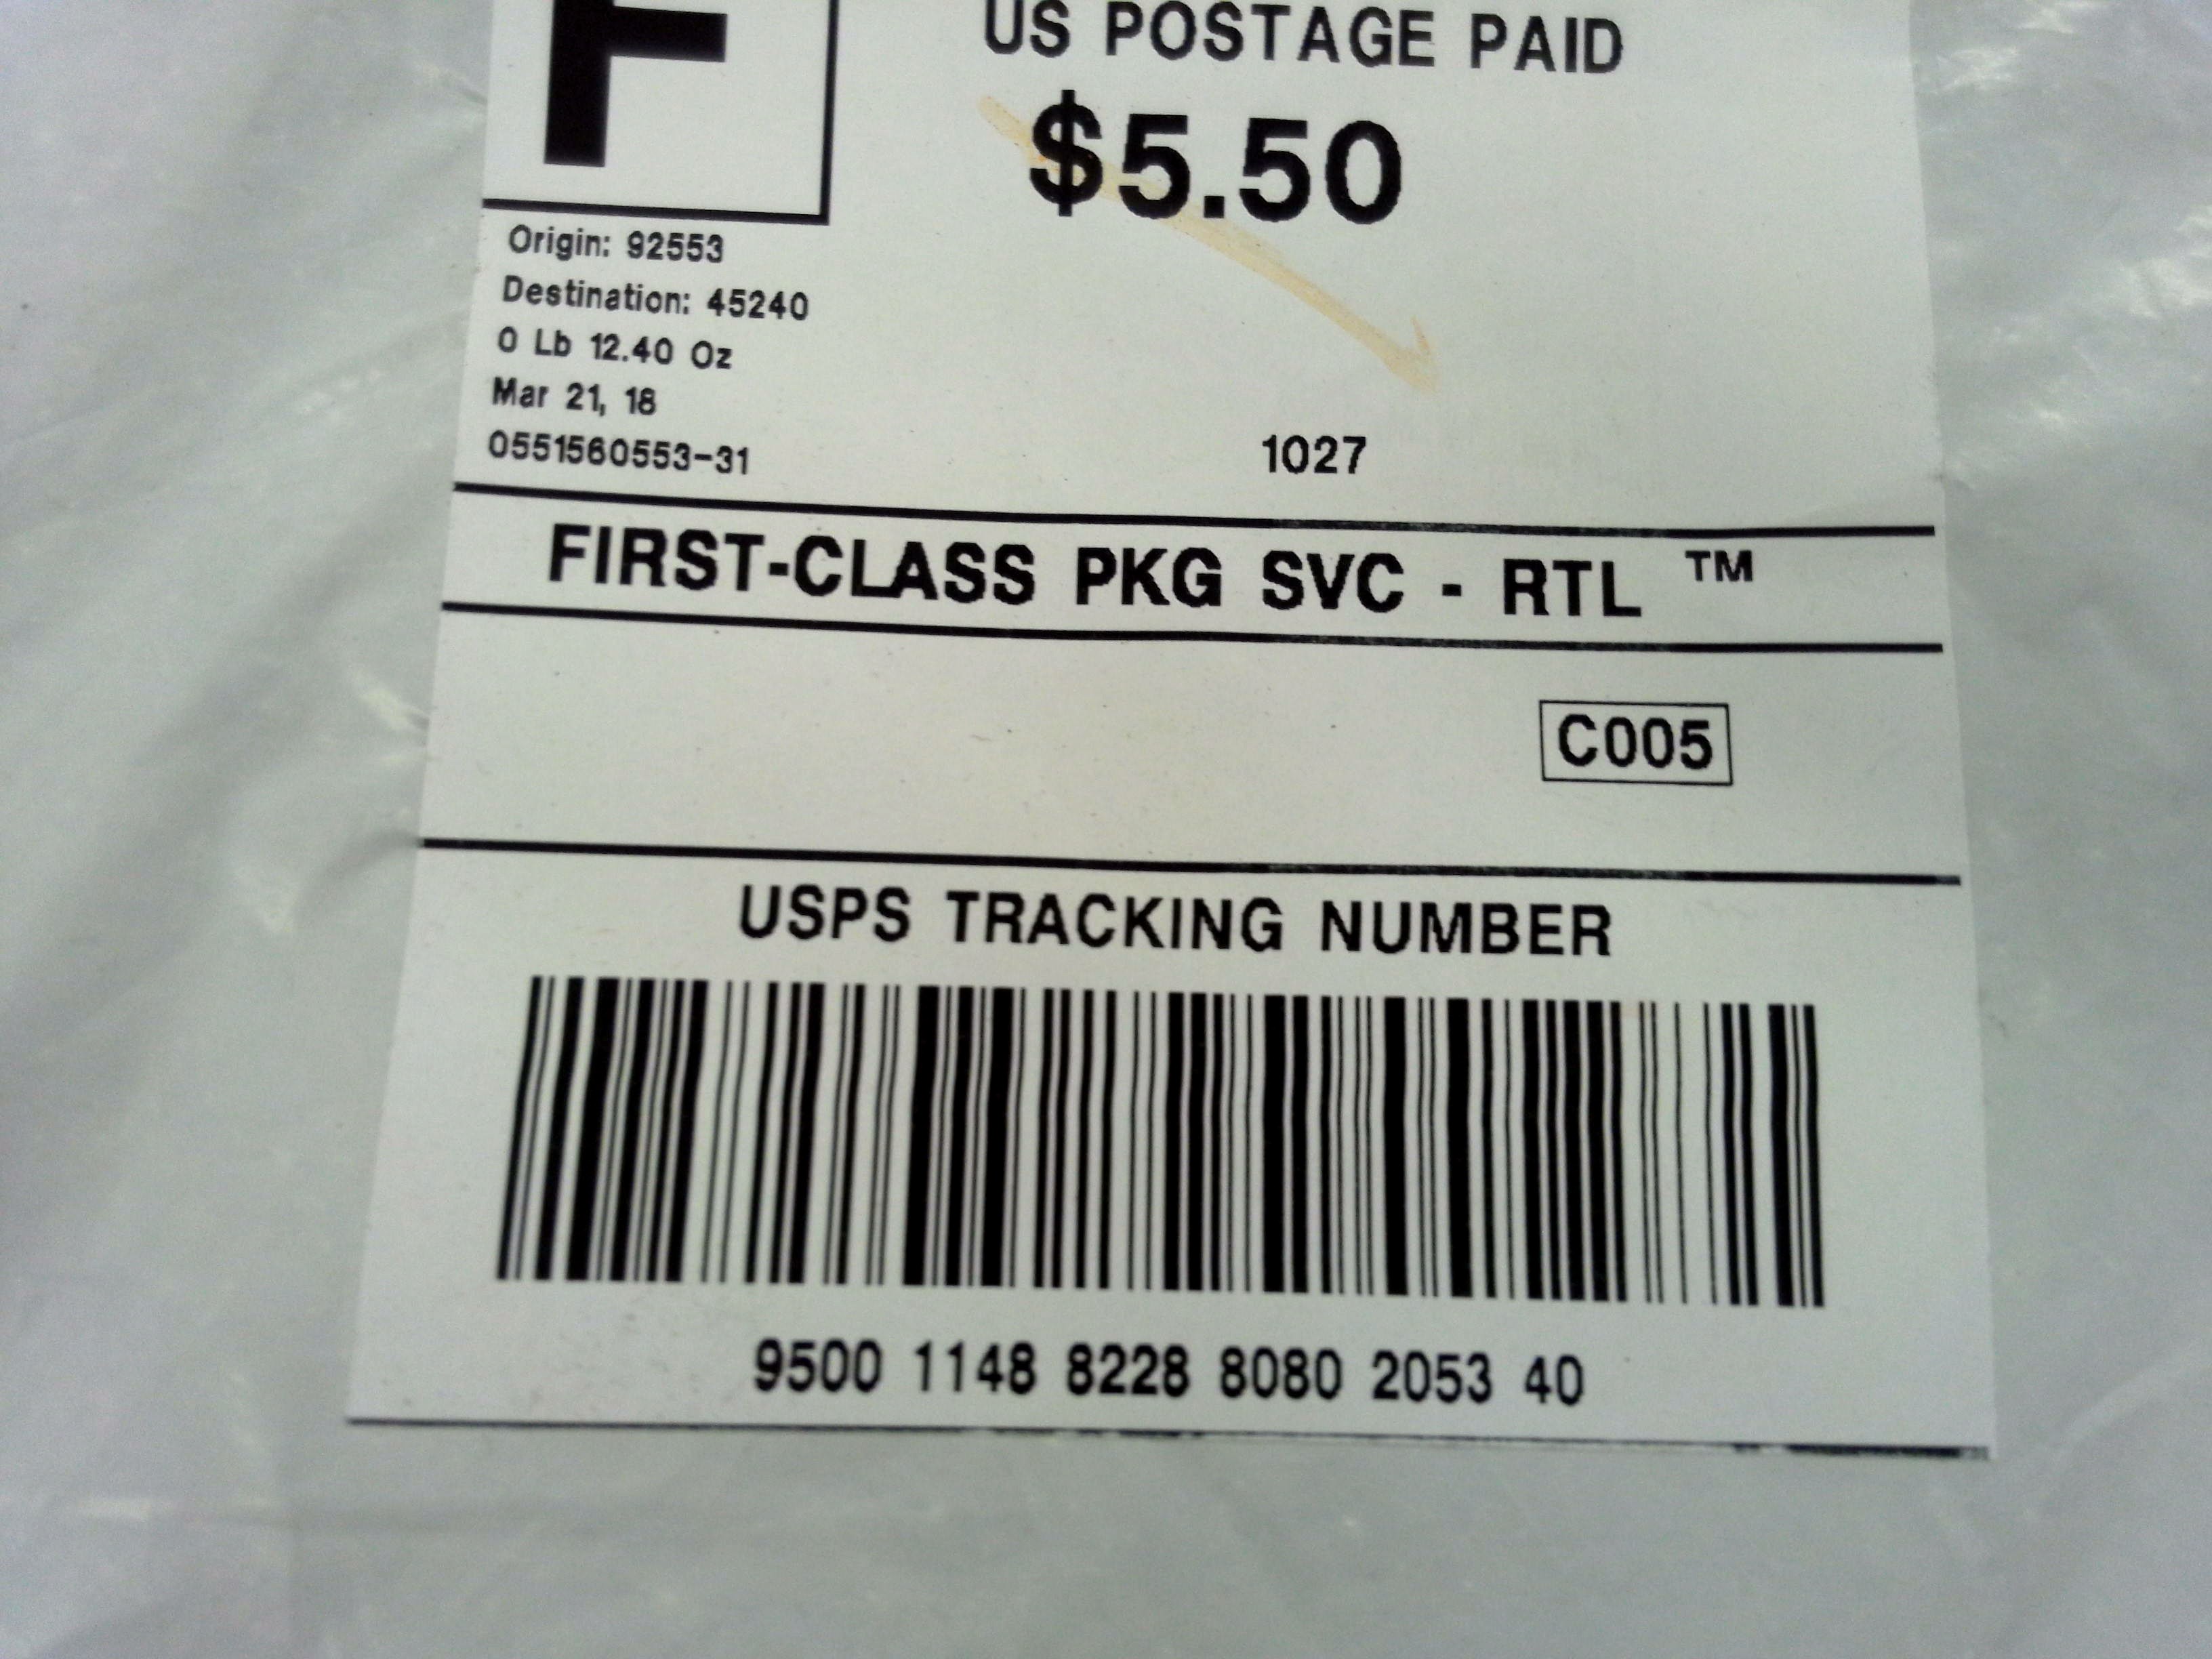 F
US POSTAGE PAID
$5.50
Origin: 92553
Destination: 45240
0 Lb 12.40 Oz
Mar 21, 18
0551560553-31
1027
FIRST-CLASS PKG SVC - RTL ™
C005
USPS TRACKING NUMBER
9500 1148 8228 8080 2053 40